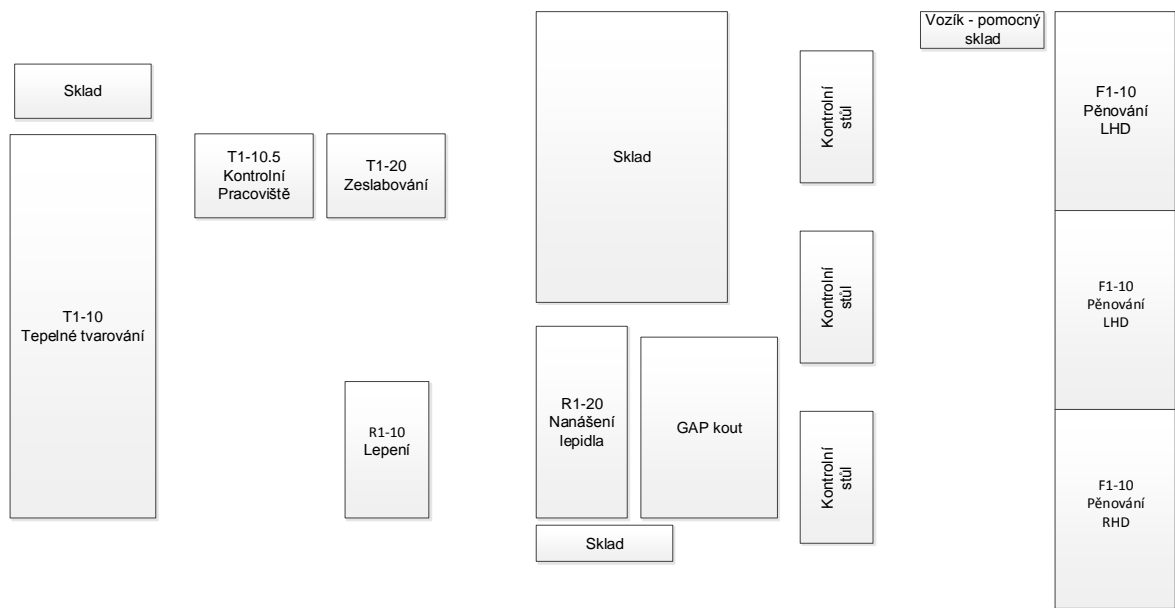 Sklad
T1-10
Tepelné tvarování
T1-10.5
Kontrolní
Pracoviště
T1-20
Zeslabování
R1-10
Lepení
Sklad
R1-20
Nanášení
lepidla
GAP kout
Sklad
Kontrolní
stůl
Kontrolní
stůl
Kontrolní
stůl
Vozík - pomocný
sklad
F1-10
Pěnování
LHD
F1-10
Pěnování
LHD
F1-10
Pěnování
RHD